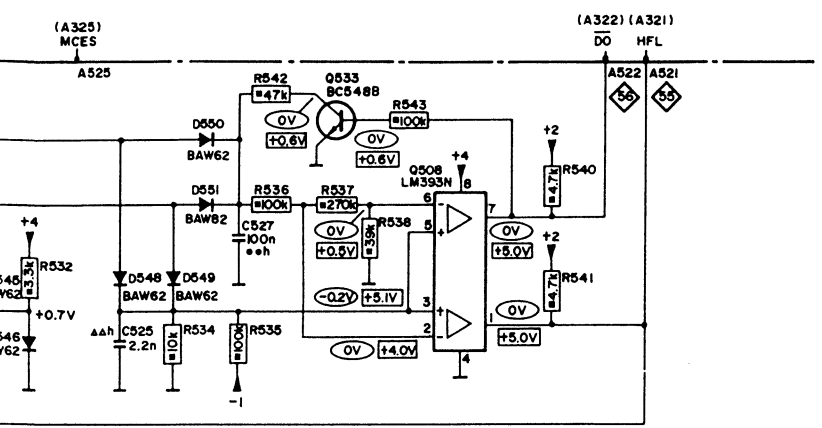 (A325)
MCES
A525
(A322) (A321)
DO HFL
A522 A521
56 55
R542
47k
Q533
BC548B
0V
+0.6V
R543
100k
0V
+0.6V
D550
BAW62
D551
BAW82
R536
100k
R537
270k
C527
100n
h
0V
+0.5V
R538
39k
Q508
LM393N
+4
8
6 -
5 +
7
3 +
2 -
1
4
+2
R540
4.7k
0V
+5.0V
+2
R541
4.7k
0V
+5.0V
-0.2V +5.1V
0V +4.0V
+4
R532
3.3k
+0.7V
D548
BAW62
D549
BAW62
C525
2.2n
h
R534
10k
R535
100k
-1